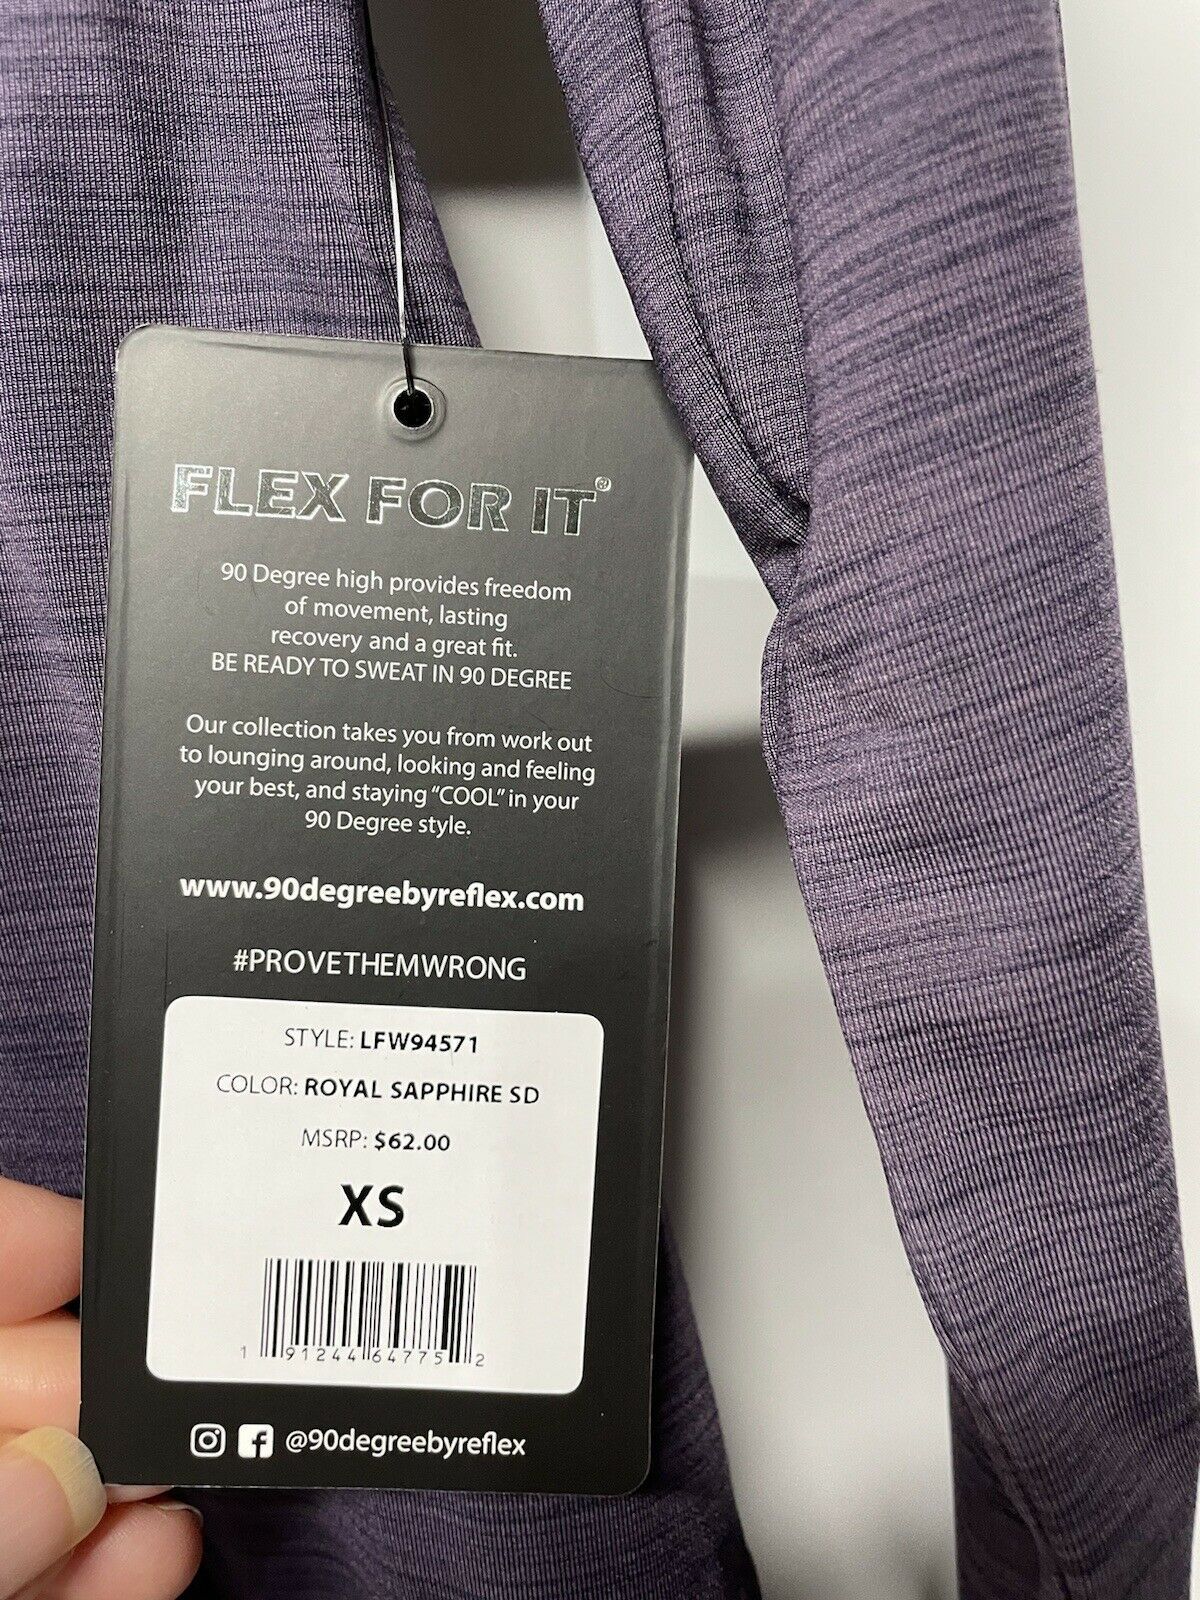 FLEX FOR IT®
90 Degree high provides freedom
of movement, lasting
recovery and a great fit.
BE READY TO SWEAT IN 90 DEGREE
Our collection takes you from work out
to lounging around, looking and feeling
your best, and staying "COOL" in your
90 Degree style.
www.90degreebyreflex.com
#PROVETHEMWRONG
STYLE: LFW94571
COLOR: ROYAL SAPPHIRE SD
MSRP: $62.00
XS
1 91244 64775 2
@90degreebyreflex